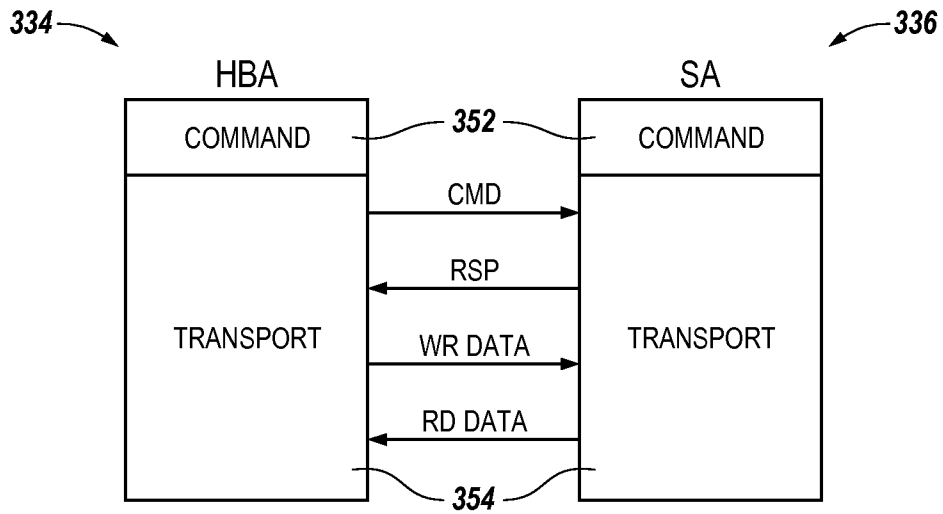 334 336
HBA SA
COMMAND 352 COMMAND
CMD
RSP
TRANSPORT WR DATA TRANSPORT
RD DATA
354